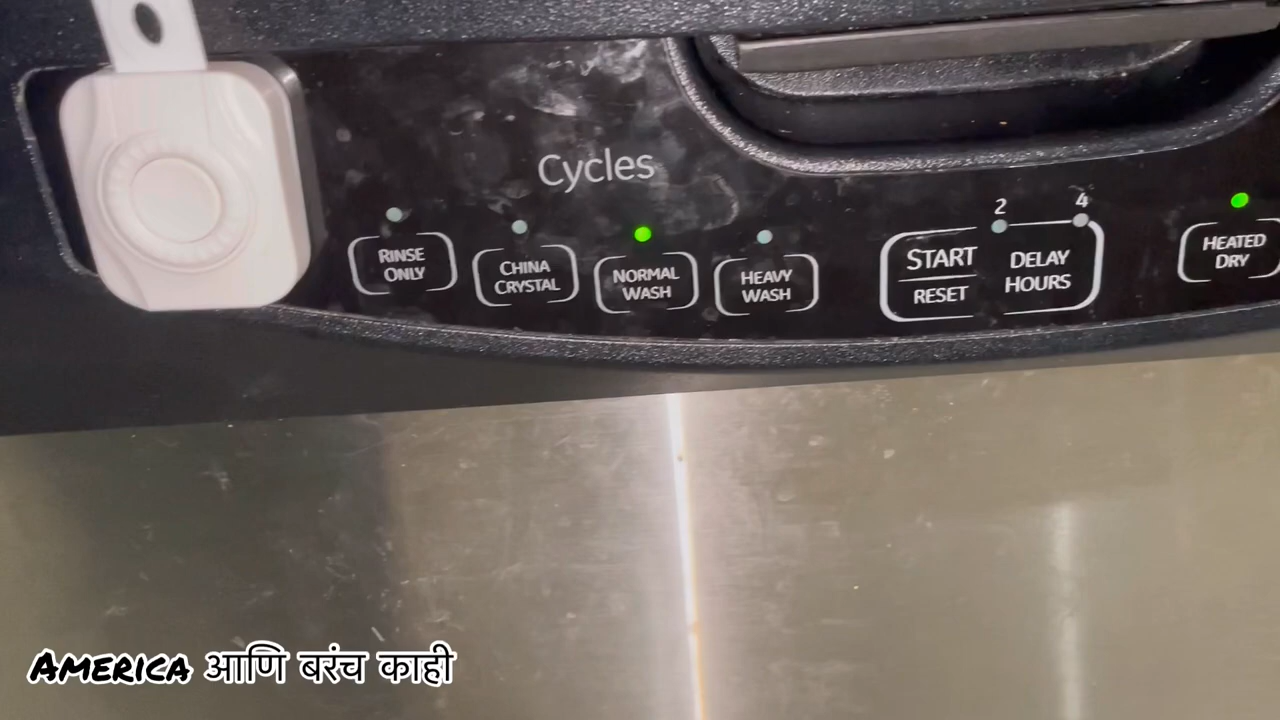 Cycles
RINSE
ONLY
CHINA
CRYSTAL
NORMAL
WASH
HEAVY
WASH
START
RESET
2
4
DELAY
HOURS
HEATED
DRY
AMERICA आणि बरंच काही